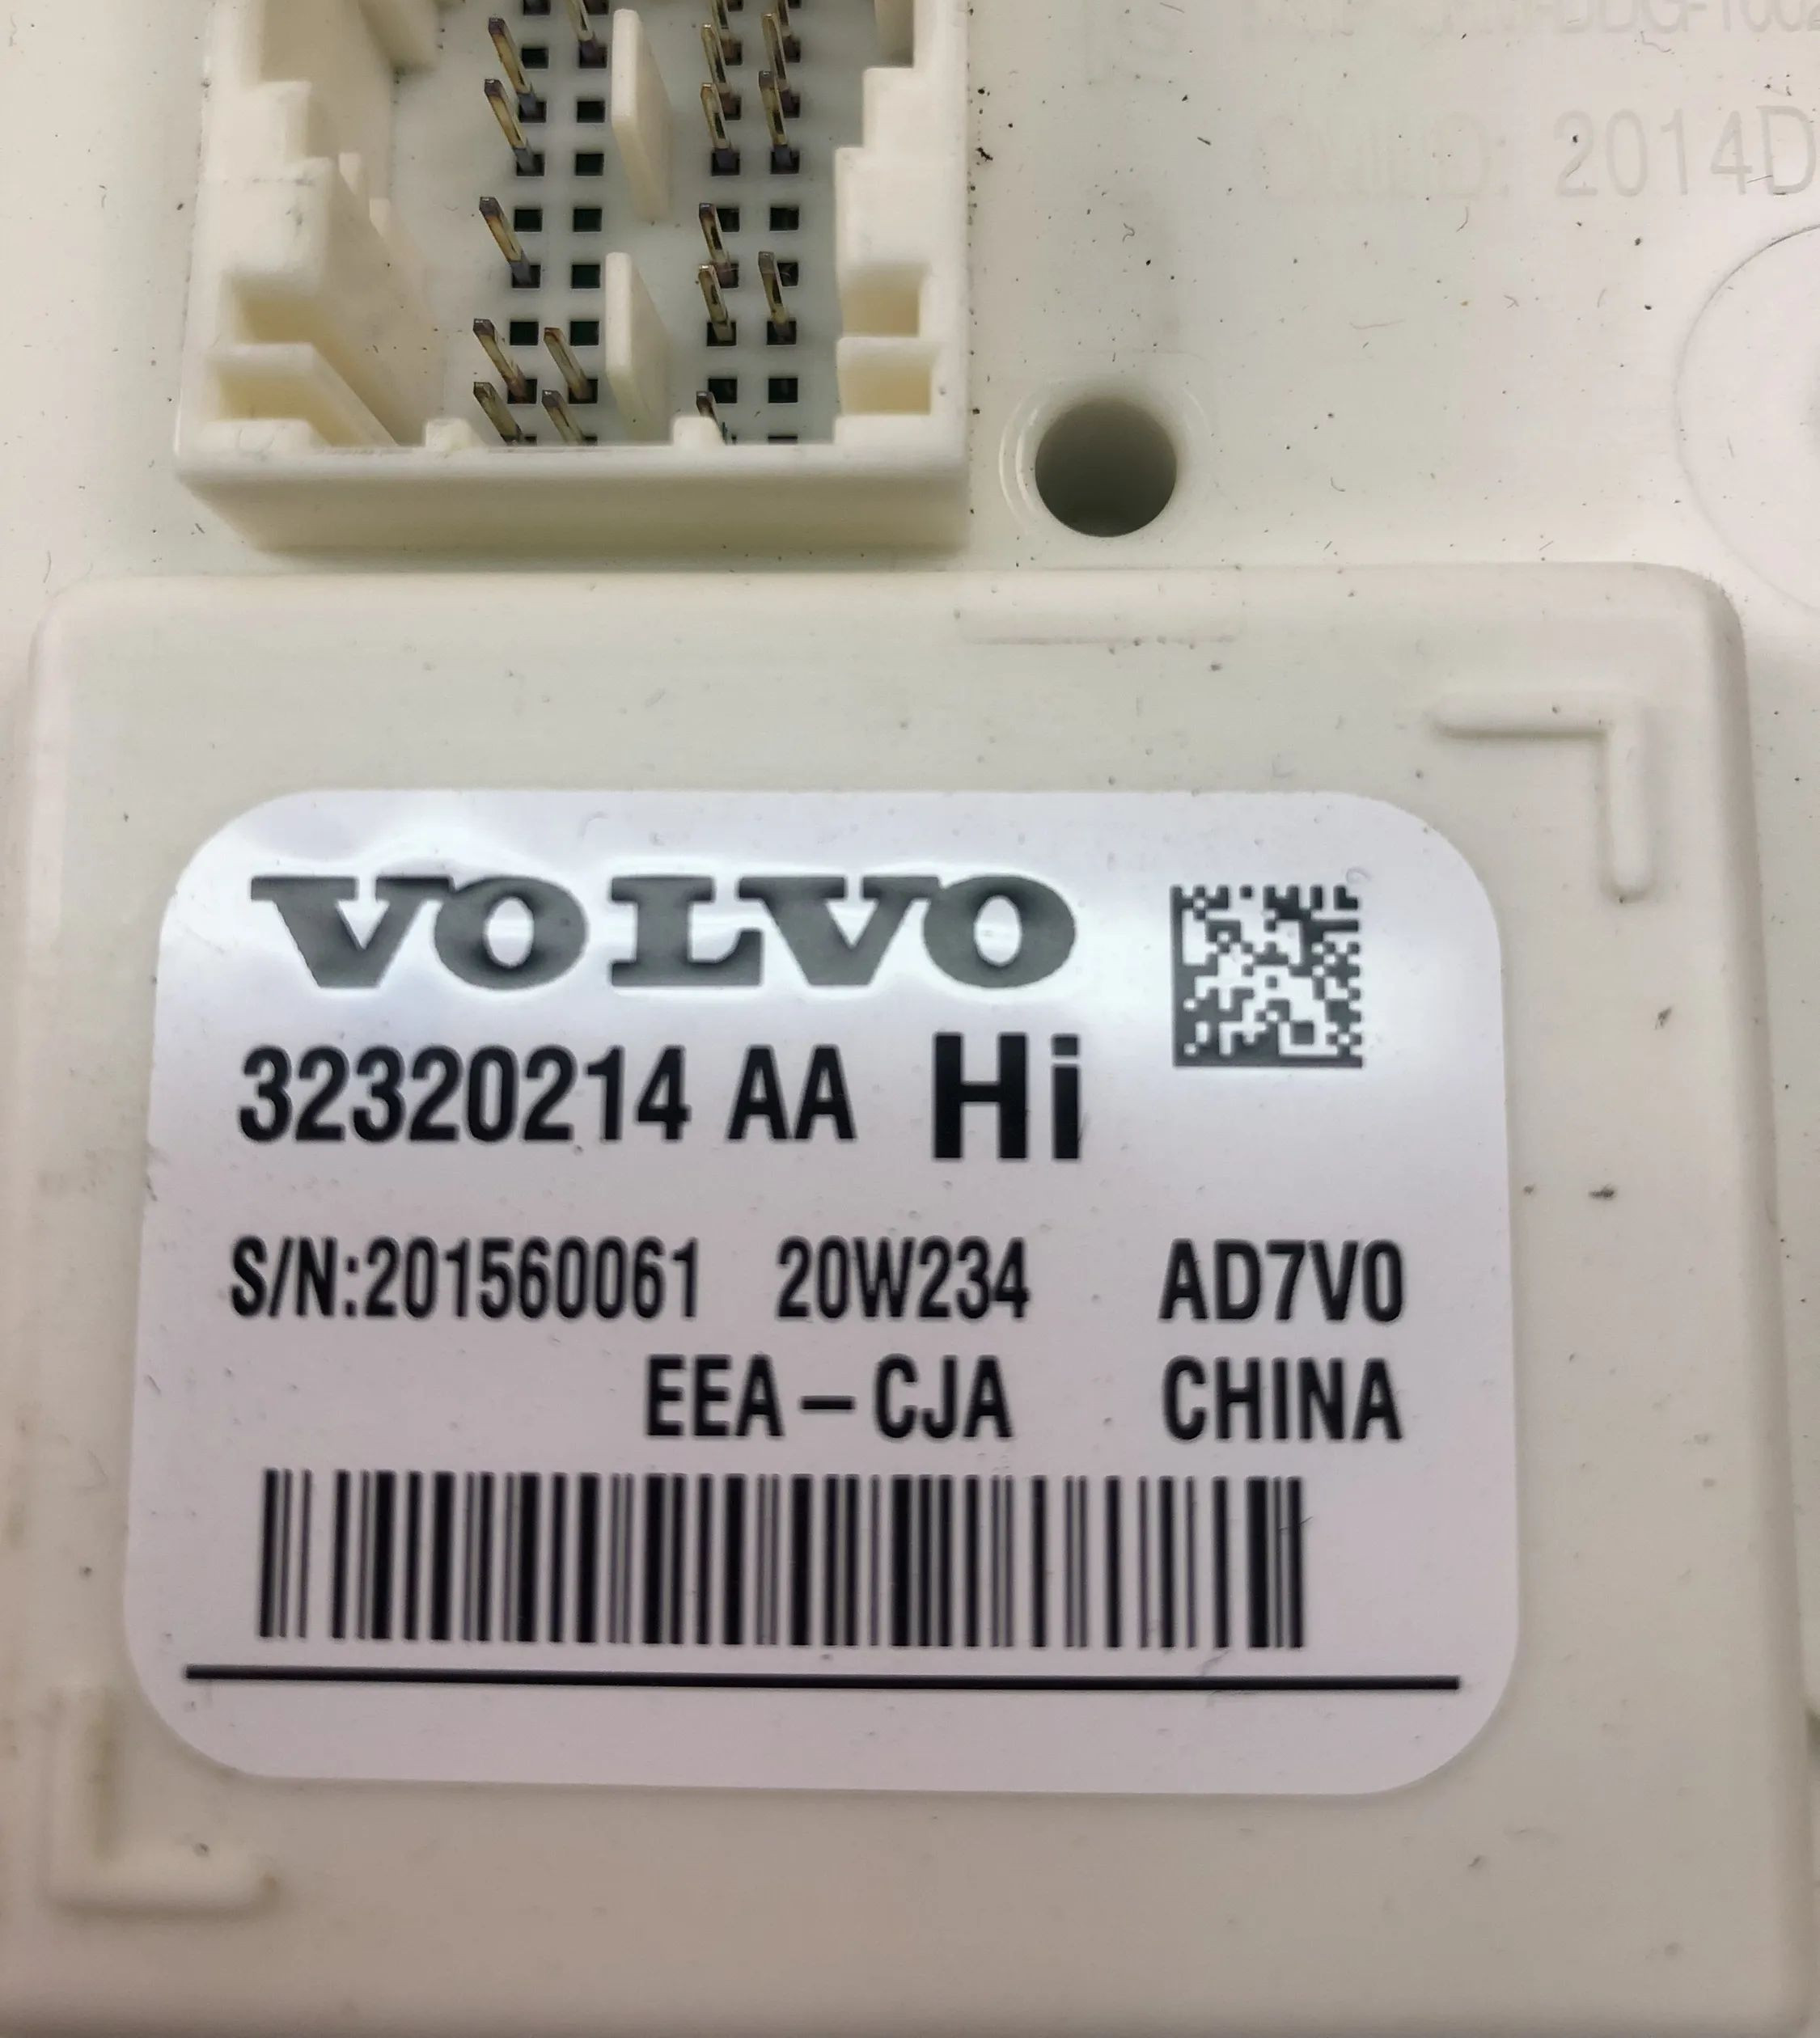 2014D
VOLVO
32320214 AA Hi
S/N:201560061 20W234 AD7V0
EEA – CJA CHINA